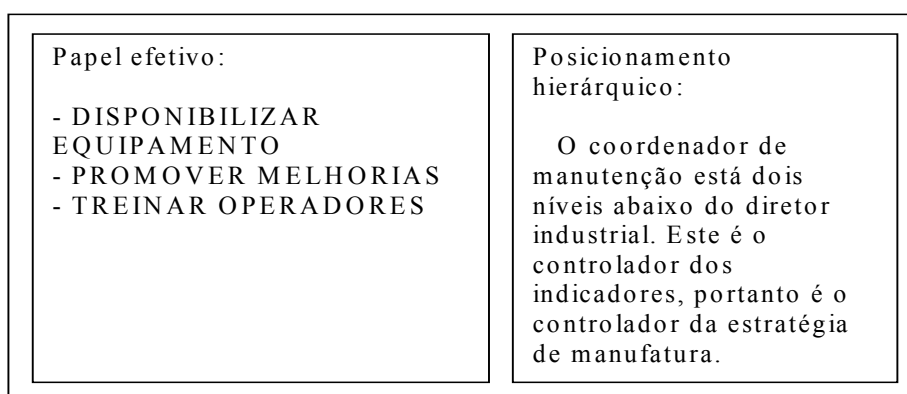 Papel efetivo:
- DISPONIBILIZAR
EQUIPAMENTO
- PROMOVER MELHORIAS
- TREINAR OPERADORES
Posicionamento
hierárquico:
O coordenador de
manutenção está dois
níveis abaixo do diretor
industrial. Este é o
controlador dos
indicadores, portanto é o
controlador da estratégia
de manufatura.